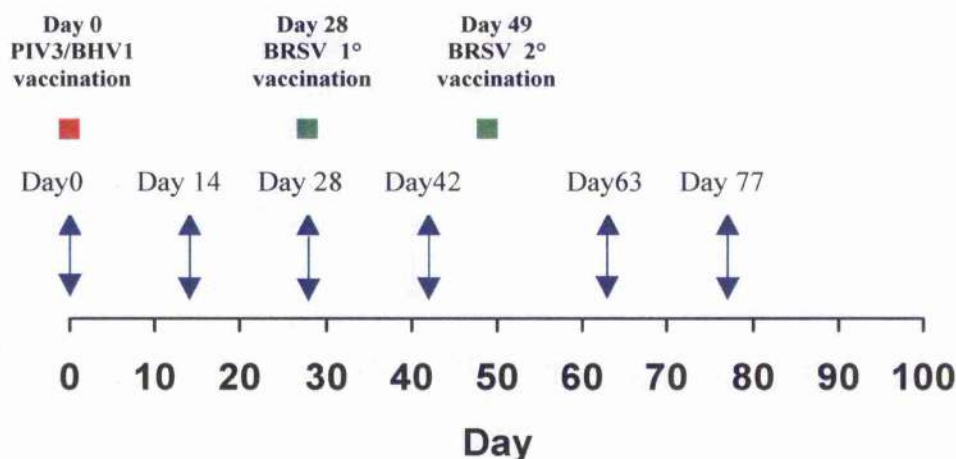 Day 0
PIV3/BHV1
vaccination
Day 28
BRSV 1°
vaccination
Day 49
BRSV 2°
vaccination
Day0 Day 14 Day 28 Day42 Day63 Day 77
0 10 20 30 40 50 60 70 80 90 100
Day